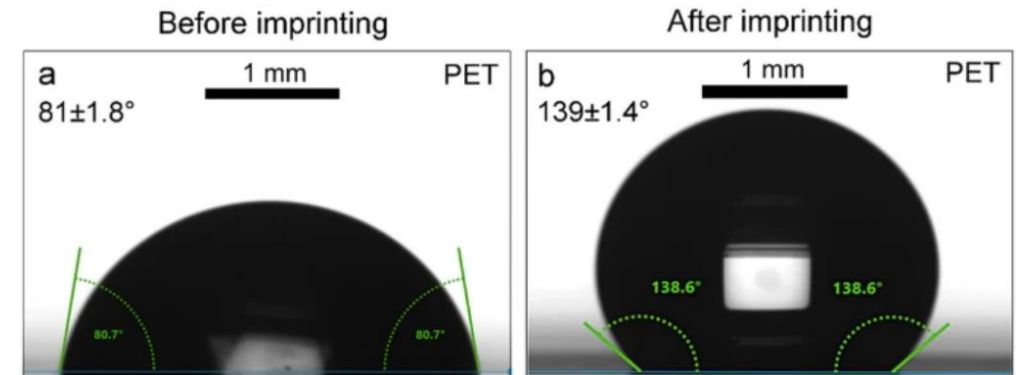 Before imprinting
After imprinting
a
1 mm
PET
81±1.8°
80.7°
80.7°
b
1 mm
PET
139±1.4°
138.6°
138.6°